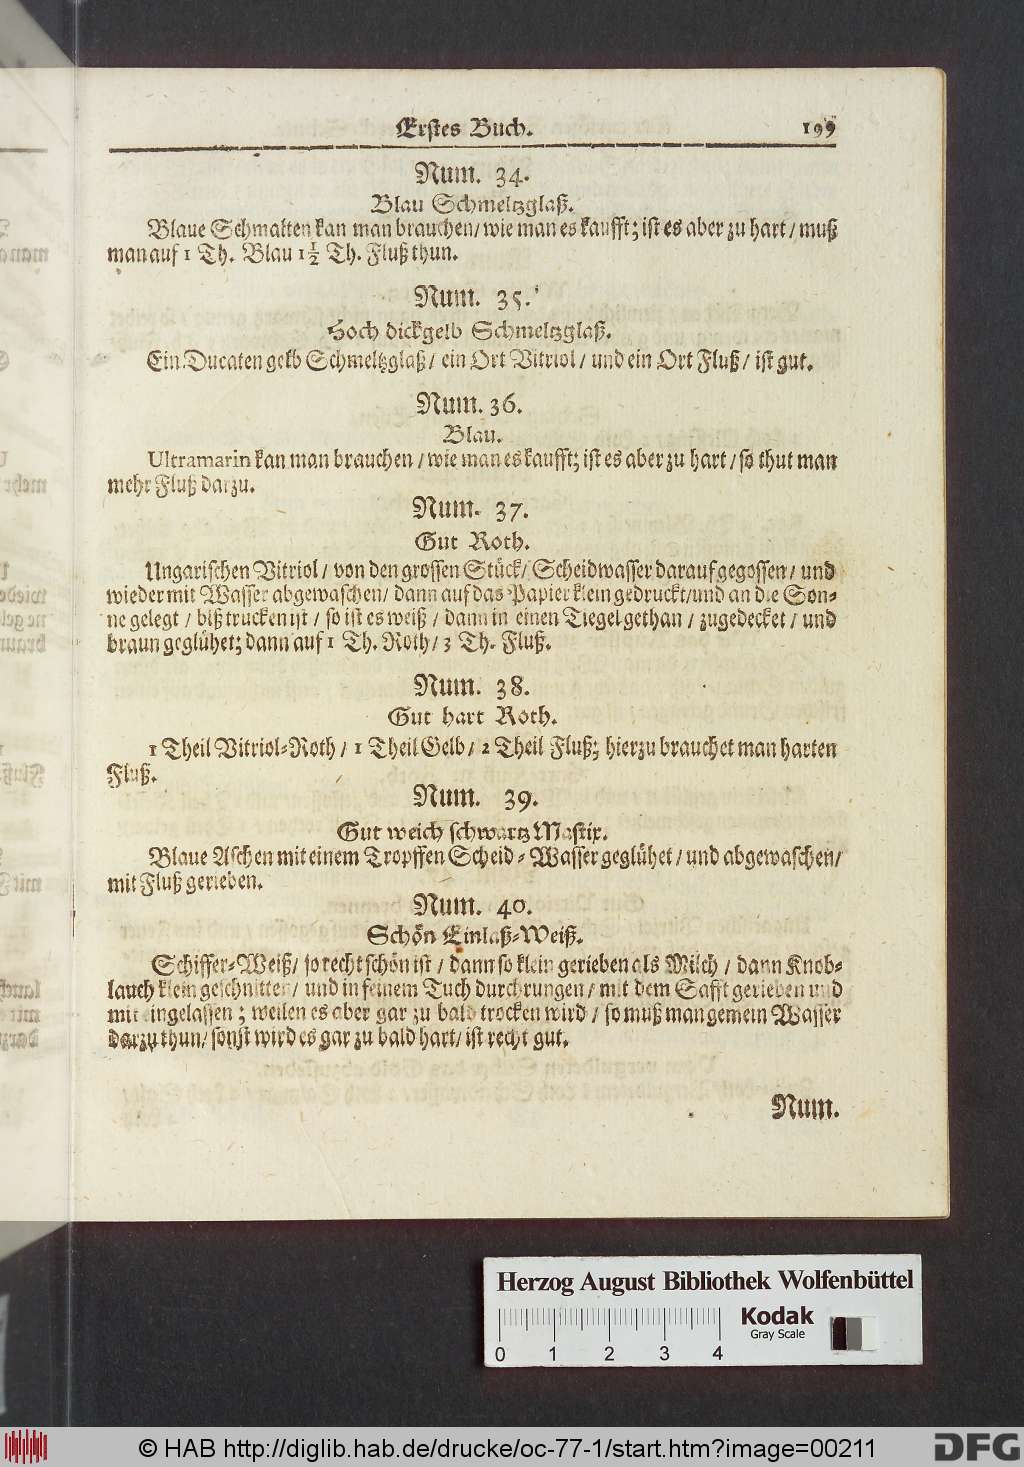 Erstes Buch. 199
Num. 34.
Blau Schmeltzglaß.
Blaue Schmalten kan man brauchen / wie man es kaufft; ist es aber zu hart / muß
man auf 1 Th. Blau 1½ Th. Fluß thun.
Num. 35.
Hoch dickgelb Schmeltzglaß.
Ein Ducaten gelb Schmeltzglaß / ein Ort Vitriol / und ein Ort Fluß / ist gut.
Num. 36.
Blau.
Ultramarin kan man brauchen / wie man es kaufft; ist es aber zu hart / so thut man
mehr Fluß darzu.
Num. 37.
Gut Roth.
Ungarischen Vitriol / von den grossen Stück / Scheidwasser darauf gegossen / und
wieder mit Wasser abgewaschen / dann auf das Papier klein gedruckt / und an die Son-
ne gelegt / biß trucken ist / so ist es weiß / dann in einen Tiegel gethan / zugedecket / und
braun geglühet; dann auf 1 Th. Roth / 3 Th. Fluß.
Num. 38.
Gut hart Roth.
1 Theil Vitriol-Roth / 1 Theil Gelb / 2 Theil Fluß; hierzu brauchet man harten
Fluß.
Num. 39.
Gut weich schwartz Mastix.
Blaue Aschen mit einem Tropffen Scheid-Wasser geglühet / und abgewaschen /
mit Fluß gerieben.
Num. 40.
Schön Einlaß-Weiß.
Schiffer-Weiß / so recht schön ist / dann so klein gerieben als Milch / dann Knob-
lauch klein geschnitten / und in feinem Tuch durchrungen / mit dem Safft gerieben und
mit eingelassen; weilen es aber gar zu bald trocken wird / so muß man gemein Wasser
darzu thun / sonst wird es gar zu bald hart / ist recht gut.
Num.
Herzog August Bibliothek Wolfenbüttel
Kodak
Gray Scale
0 1 2 3 4
© HAB http://diglib.hab.de/drucke/oc-77-1/start.htm?image=00211
DFG